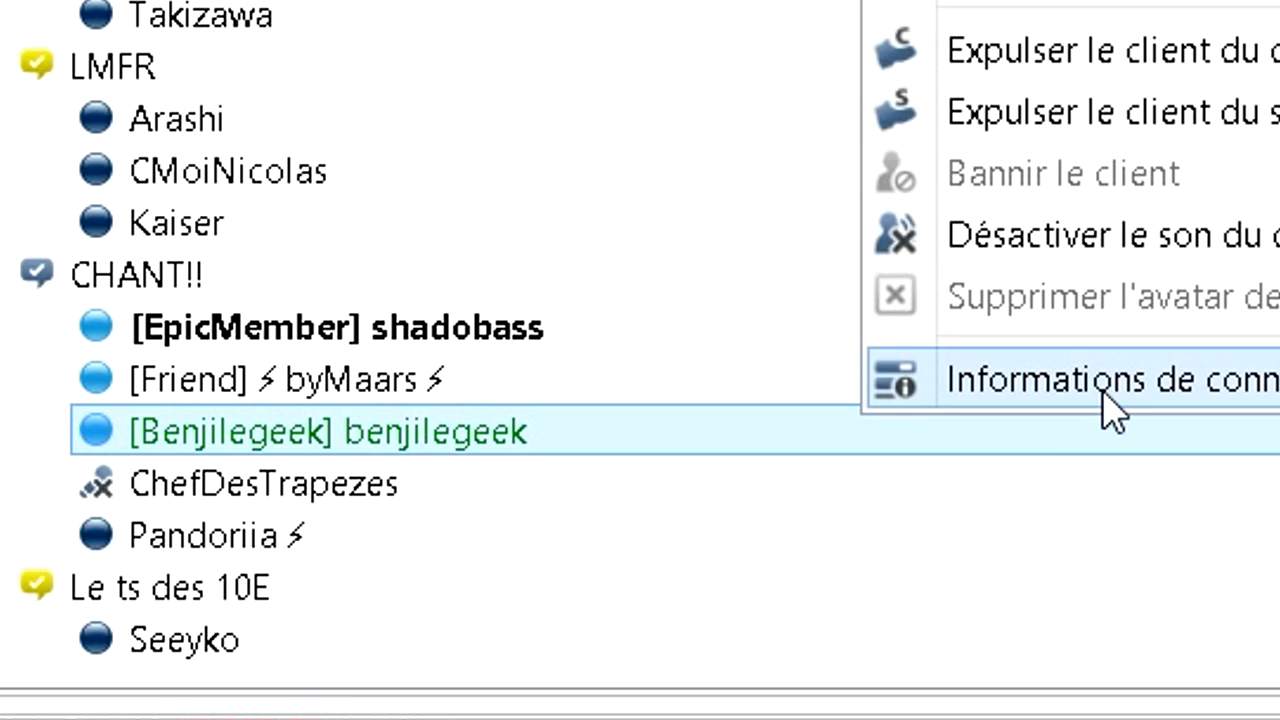 Takizawa
LMFR
Arashi
CMoiNicolas
Kaiser
CHANT!!
[EpicMember] shadobass
[Friend] ⚡ byMaars ⚡
[Benjilegeek] benjilegeek
ChefDesTrapezes
Pandoriia ⚡
Le ts des 10E
Seeyko
C Expulser le client du
S Expulser le client du
Bannir le client
Désactiver le son du
Supprimer l'avatar de
Informations de